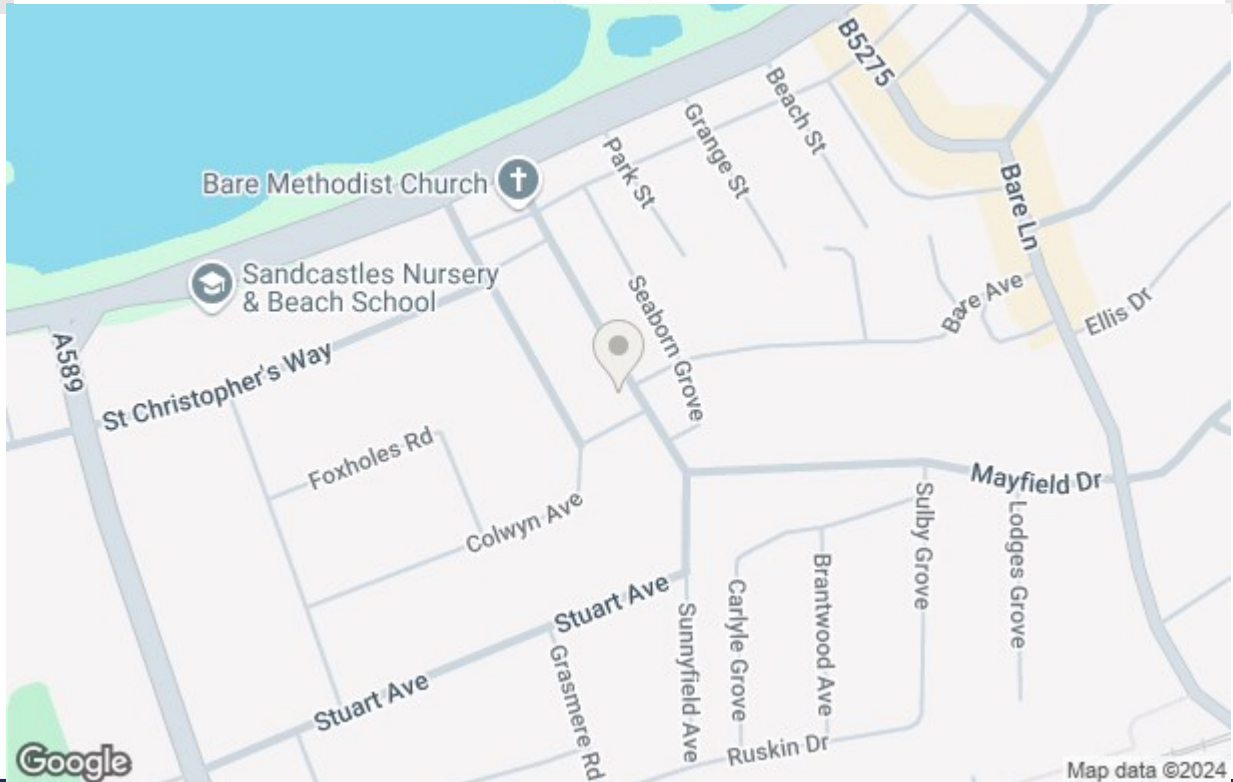 B5275
Beach St
Grange St
Park St
Bare Methodist Church
Bare Ln
Sandcastles Nursery
& Beach School
Seaborn Grove
Bare Ave
Ellis Dr
A589
St Christopher's Way
Foxholes Rd
Mayfield Dr
Colwyn Ave
Sulby Grove
Lodges Grove
Stuart Ave
Brantwood Ave
Carlyle Grove
Sunnyfield Ave
Grasmere Rd
Stuart Ave
Ruskin Dr
Google
Map data ©2024